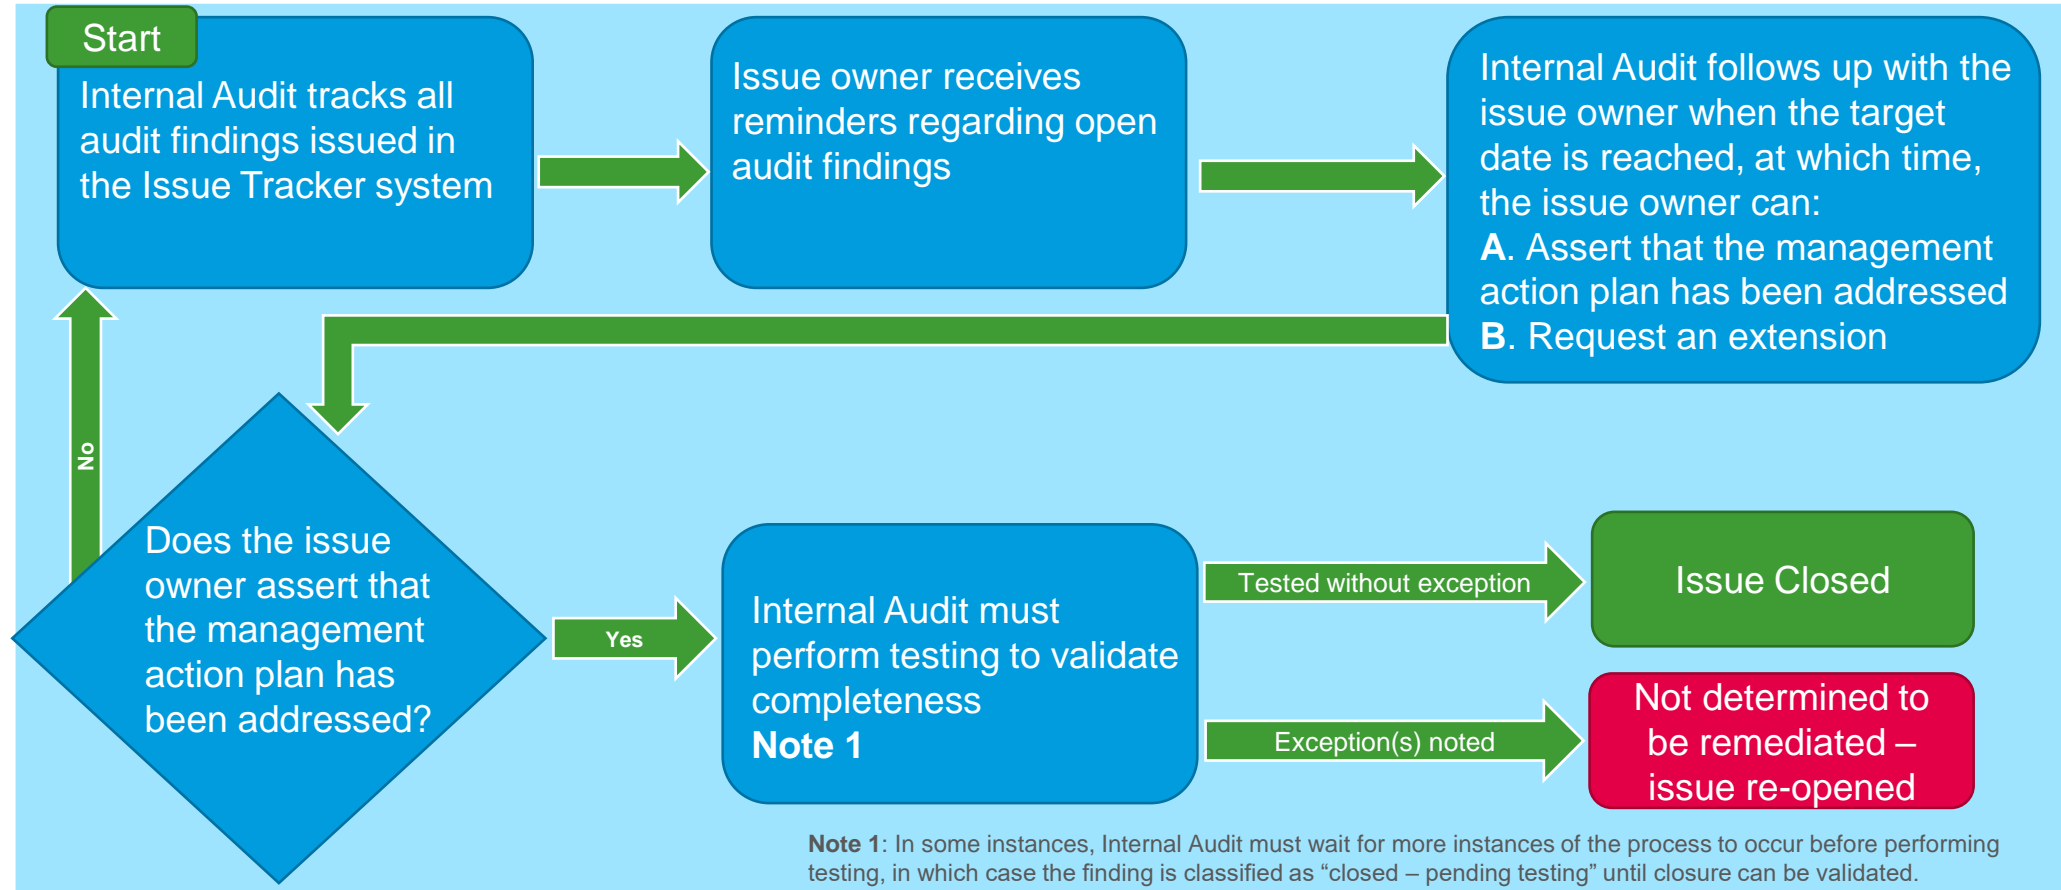 Start
Internal Audit tracks all
audit findings issued in
the Issue Tracker system
Issue owner receives
reminders regarding open
audit findings
Internal Audit follows up with the
issue owner when the target
date is reached, at which time,
the issue owner can:
A. Assert that the management
action plan has been addressed
B. Request an extension
No
Does the issue
owner assert that
the management
action plan has
been addressed?
Yes
Internal Audit must
perform testing to validate
completeness
Note 1
Tested without exception
Issue Closed
Exception(s) noted
Not determined to
be remediated –
issue re-opened
Note 1: In some instances, Internal Audit must wait for more instances of the process to occur before performing
testing, in which case the finding is classified as “closed – pending testing” until closure can be validated.